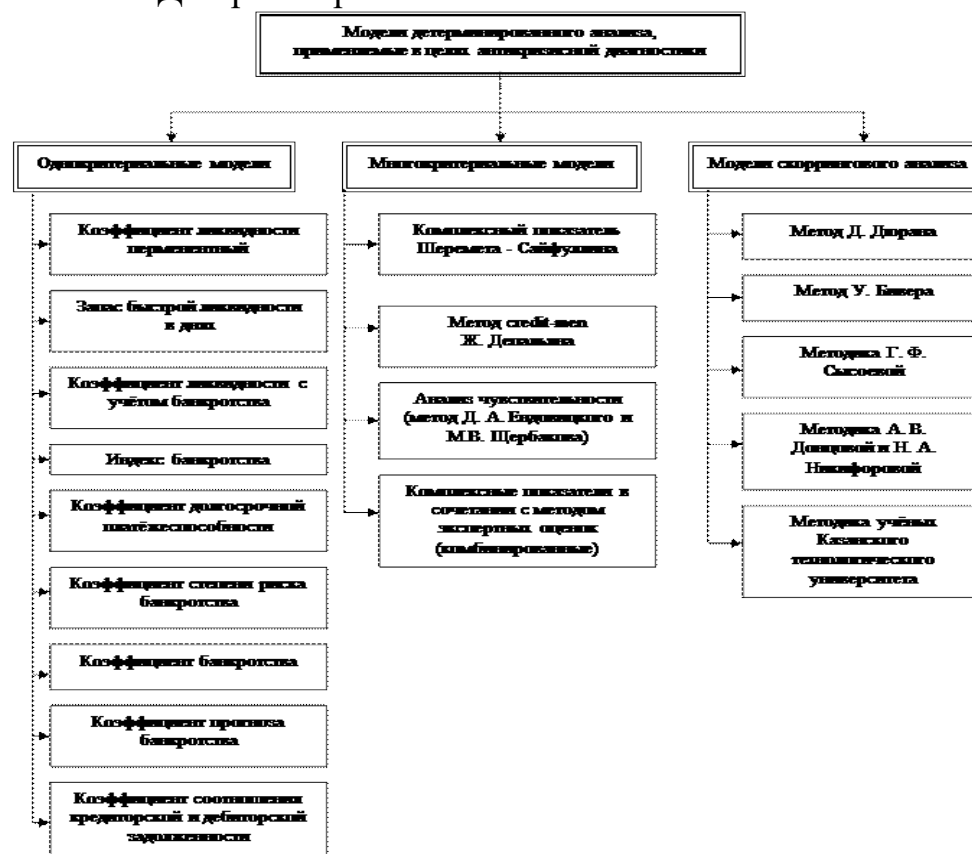 Модели детерминированного анализа,
применяемые в целях антикризисной диагностики
Однокритериальные модели
Коэффициент ликвидности
перменентный
Запас быстрой ликвидности
в днях
Коэффициент ликвидности с
учётом банкротства
Индекс банкротства
Коэффициент долгосрочной
платёжеспособности
Коэффициент степени риска
банкротства
Коэффициент банкротства
Коэффициент прогноза
банкротства
Коэффициент соотношения
кредиторской и дебиторской
задолженности
Многокритериальные модели
Комплексный показатель
Шеремета - Сайфуллина
Метод credit-men
Ж. Депальяна
Анализ чувствительности
(метод Д. А. Ендовицкого и
М.В. Щербакова)
Комплексные показатели в
сочетании с методом
экспертных оценок
(комбинированные)
Модели скоррингового анализа
Метод Д. Дюрана
Метод У. Бивера
Методика Г. Ф.
Сысоевой
Методика А. В.
Донцовой и Н. А.
Никифоровой
Методика учёных
Казанского
технологического
университета